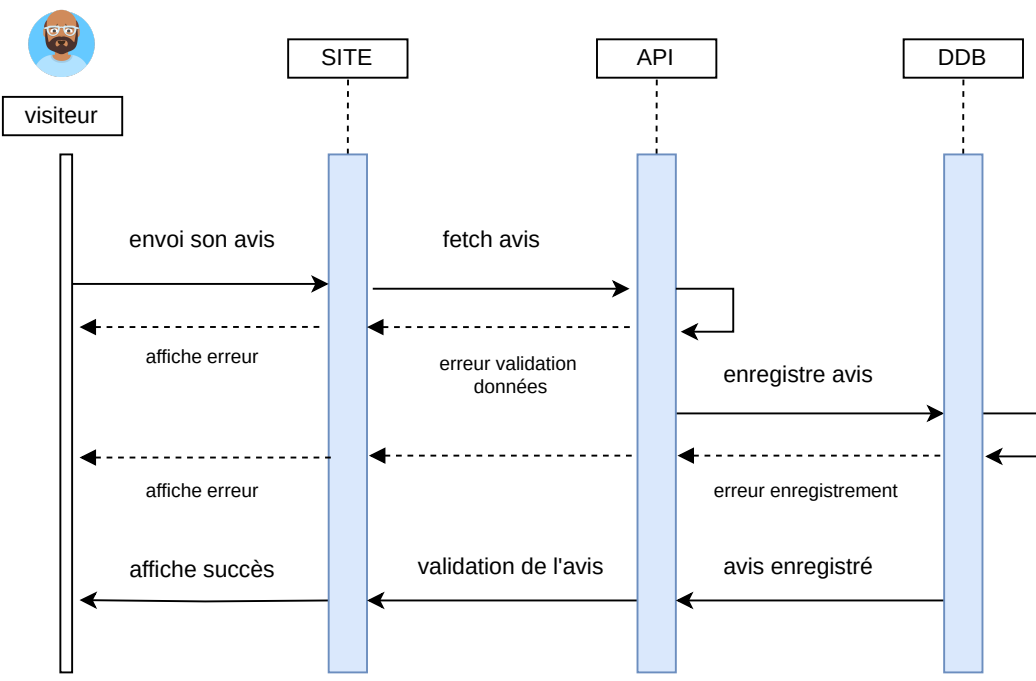 SITE
API
DDB
visiteur
envoi son avis
fetch avis
affiche erreur
erreur validation
données
enregistre avis
affiche erreur
erreur enregistrement
affiche succès
validation de l'avis
avis enregistré